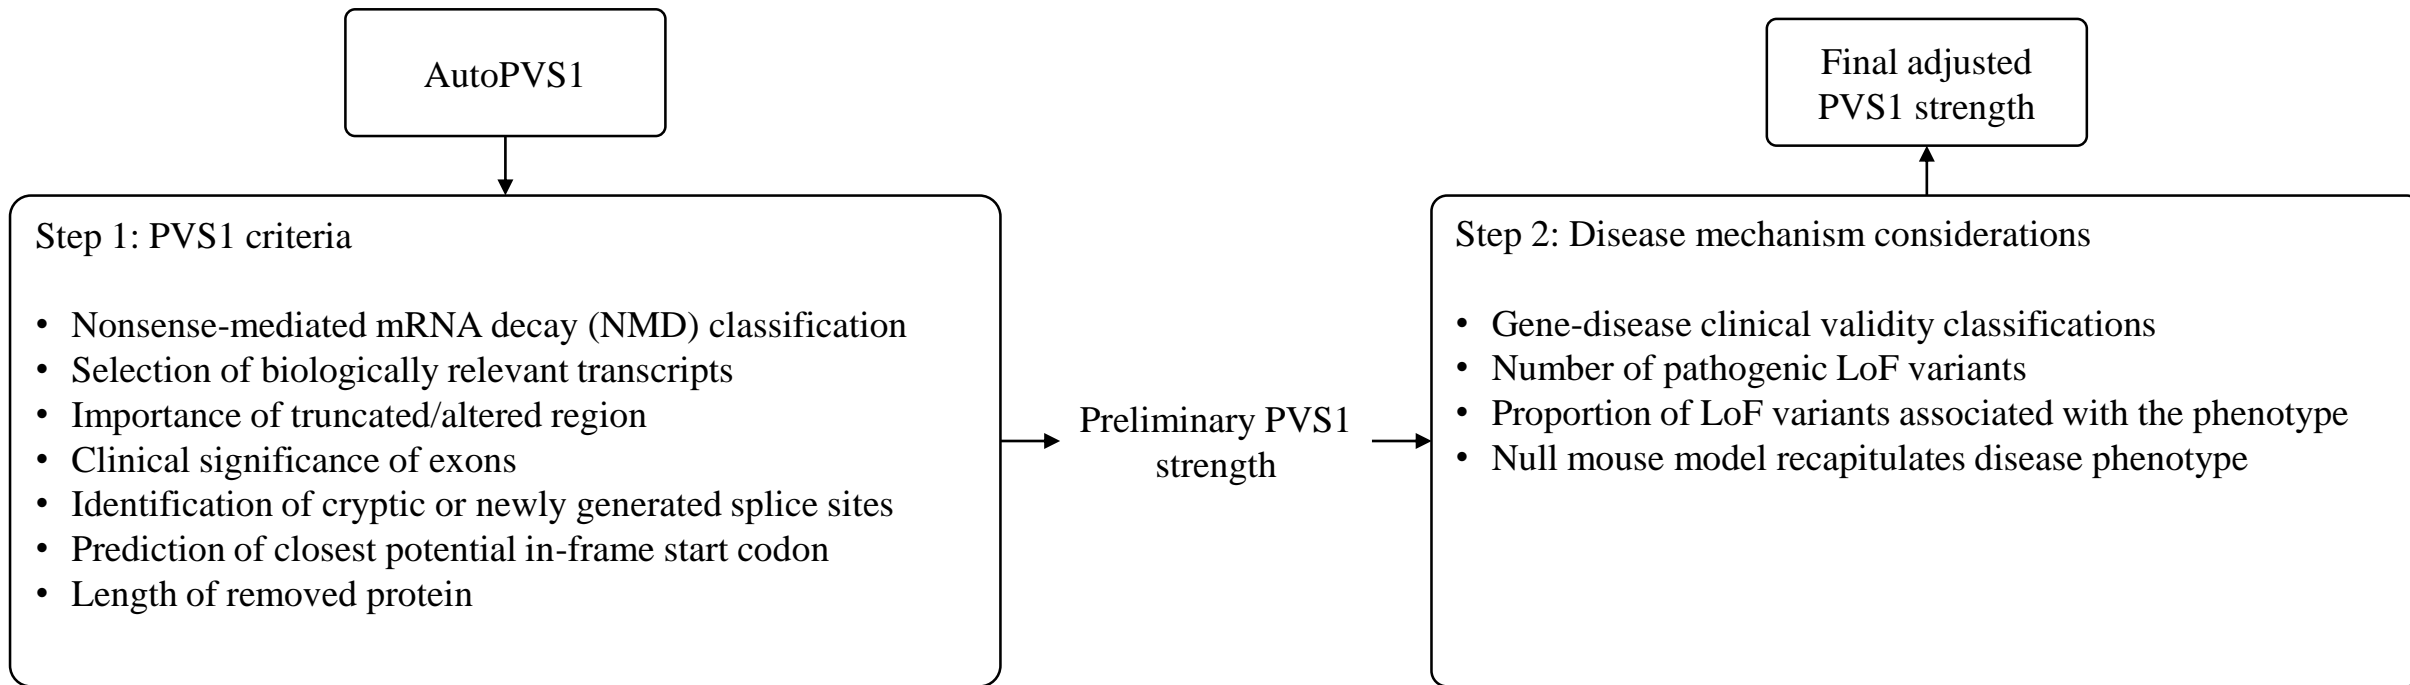 AutoPVS1
Step 1: PVS1 criteria
• Nonsense-mediated mRNA decay (NMD) classification
• Selection of biologically relevant transcripts
• Importance of truncated/altered region
• Clinical significance of exons
• Identification of cryptic or newly generated splice sites
• Prediction of closest potential in-frame start codon
• Length of removed protein
Preliminary PVS1
strength
Step 2: Disease mechanism considerations
• Gene-disease clinical validity classifications
• Number of pathogenic LoF variants
• Proportion of LoF variants associated with the phenotype
• Null mouse model recapitulates disease phenotype
Final adjusted
PVS1 strength